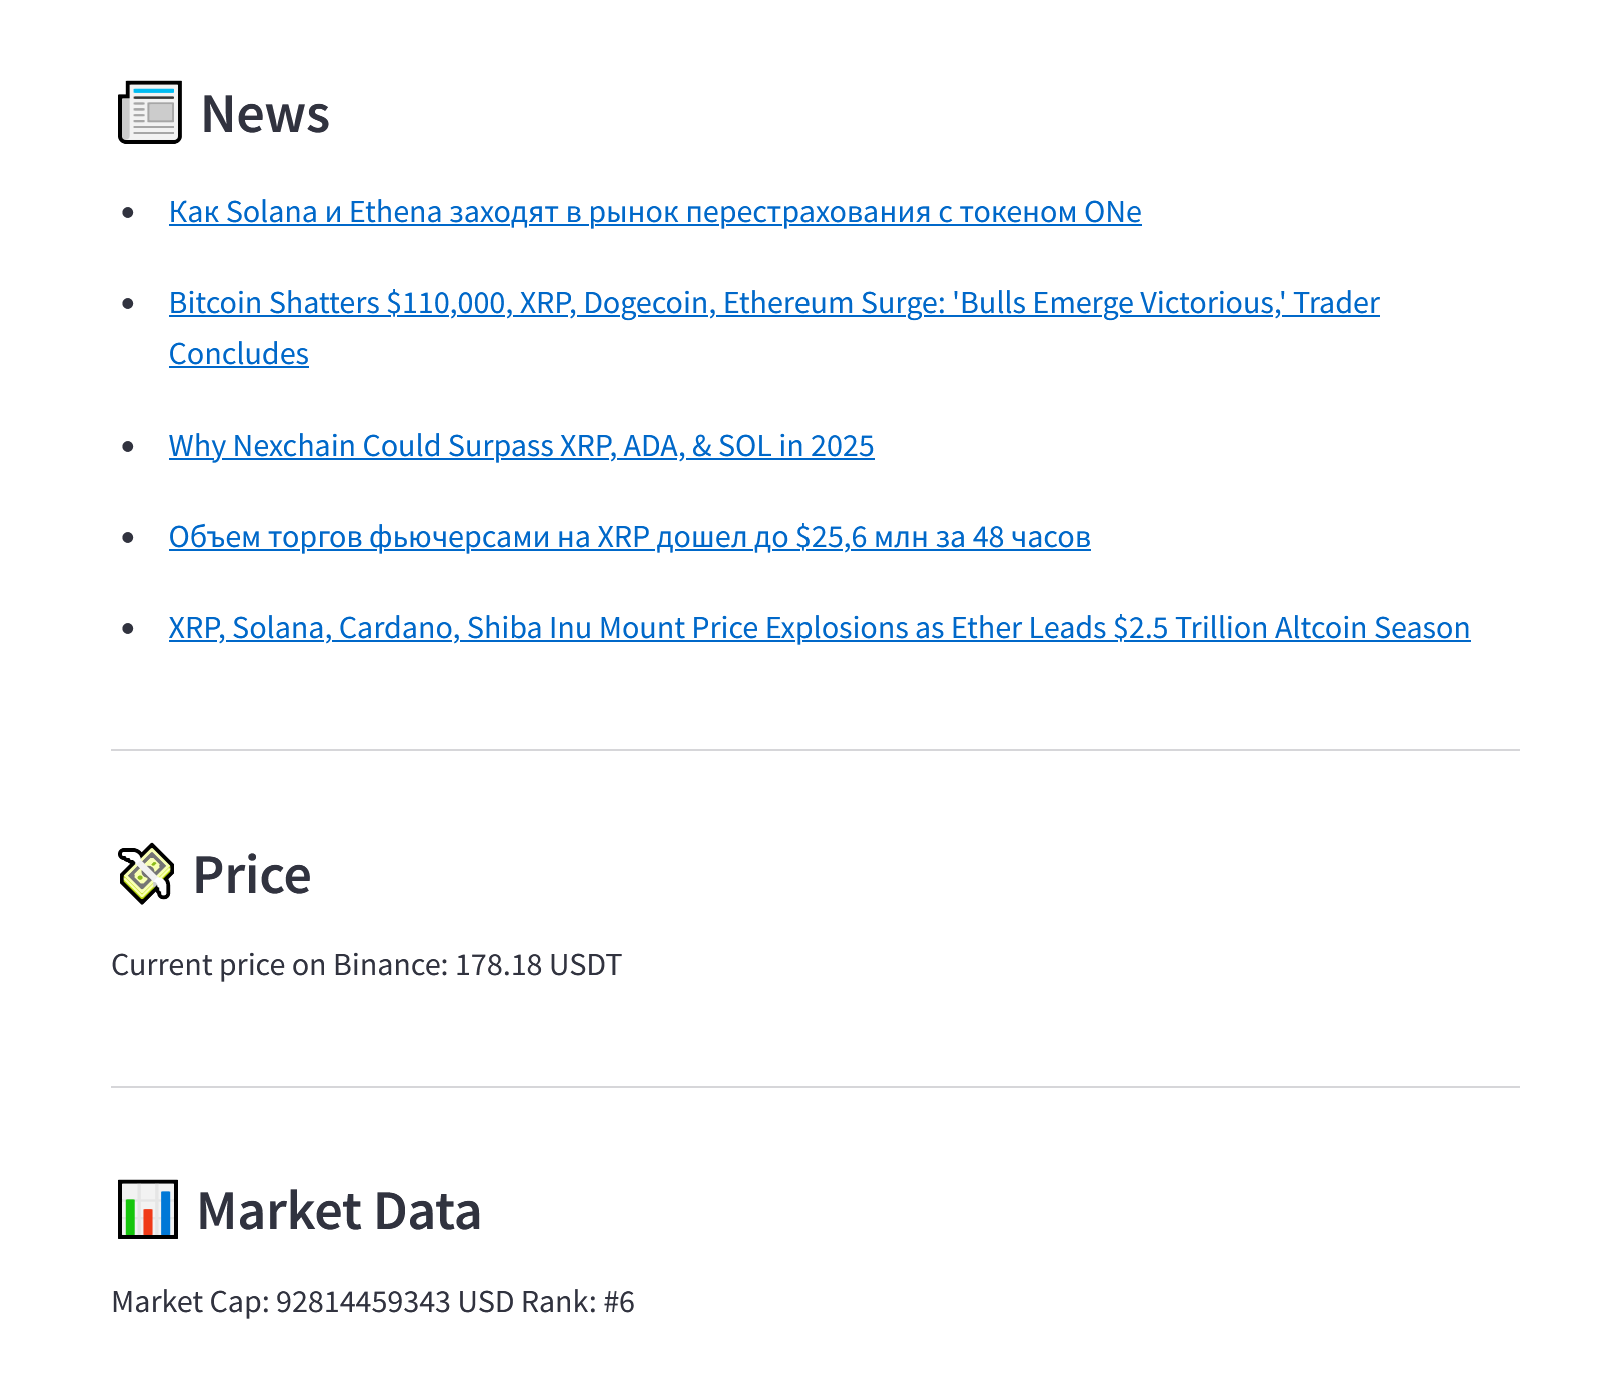 News
Как Solana и Ethena заходят в рынок перестрахования с токеном ONe
Bitcoin Shatters $110,000, XRP, Dogecoin, Ethereum Surge: 'Bulls Emerge Victorious,' Trader
Concludes
Why Nexchain Could Surpass XRP, ADA, & SOL in 2025
Объем торгов фьючерсами на XRP дошел до $25,6 млн за 48 часов
XRP, Solana, Cardano, Shiba Inu Mount Price Explosions as Ether Leads $2.5 Trillion Altcoin Season
Price
Current price on Binance: 178.18 USDT
Market Data
Market Cap: 92814459343 USD Rank: #6